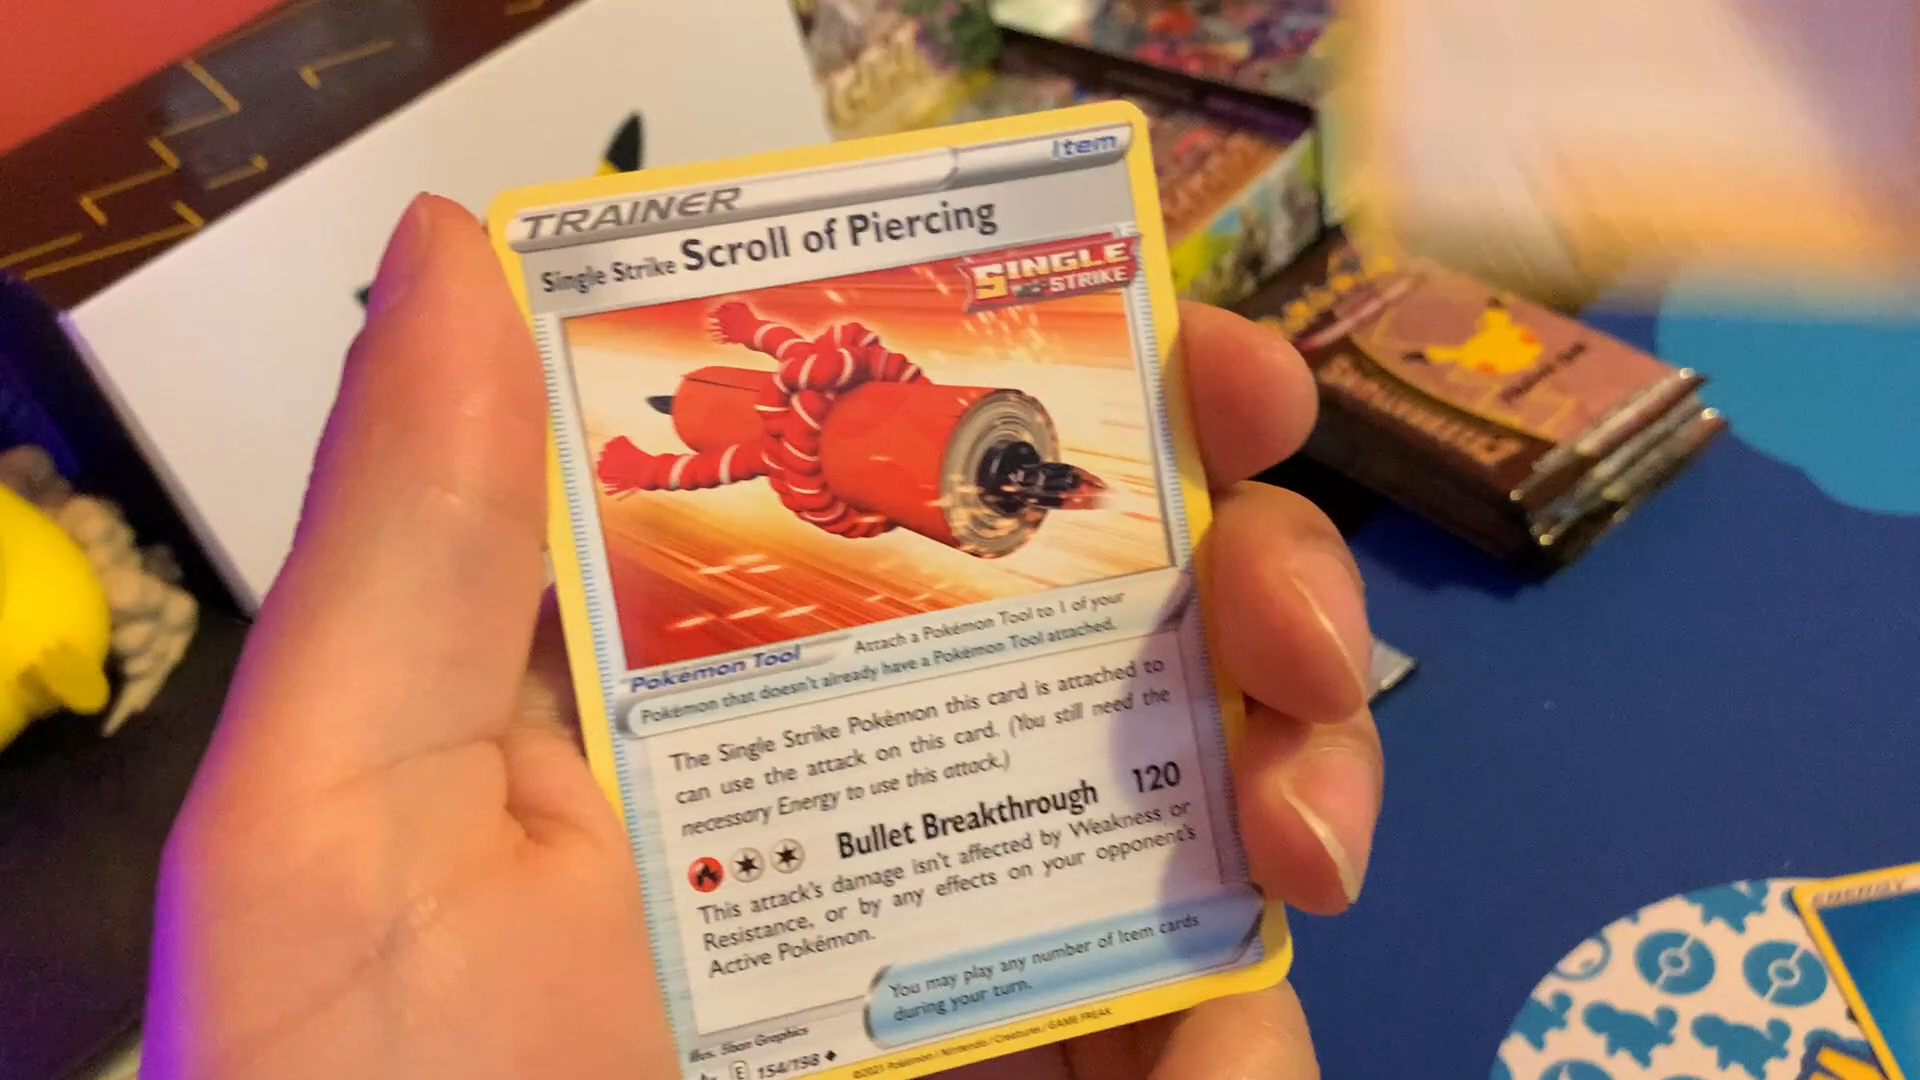 TRAINER
Item
Single Strike Scroll of Piercing
SINGLE
STRIKE
Pokémon Tool
Attach a Pokémon Tool to 1 of your
Pokémon that doesn't already have a Pokémon Tool attached.
The Single Strike Pokémon this card is attached to
can use the attack on this card. (You still need the
necessary Energy to use this attack.)
Bullet Breakthrough 120
This attack's damage isn't affected by Weakness or
Resistance, or by any effects on your opponent's
Active Pokémon.
You may play any number of Item cards
during your turn.
Illus. 5ban Graphics
E 154/198
©2021 Pokémon / Nintendo / Creatures / GAME FREAK
ENERGY